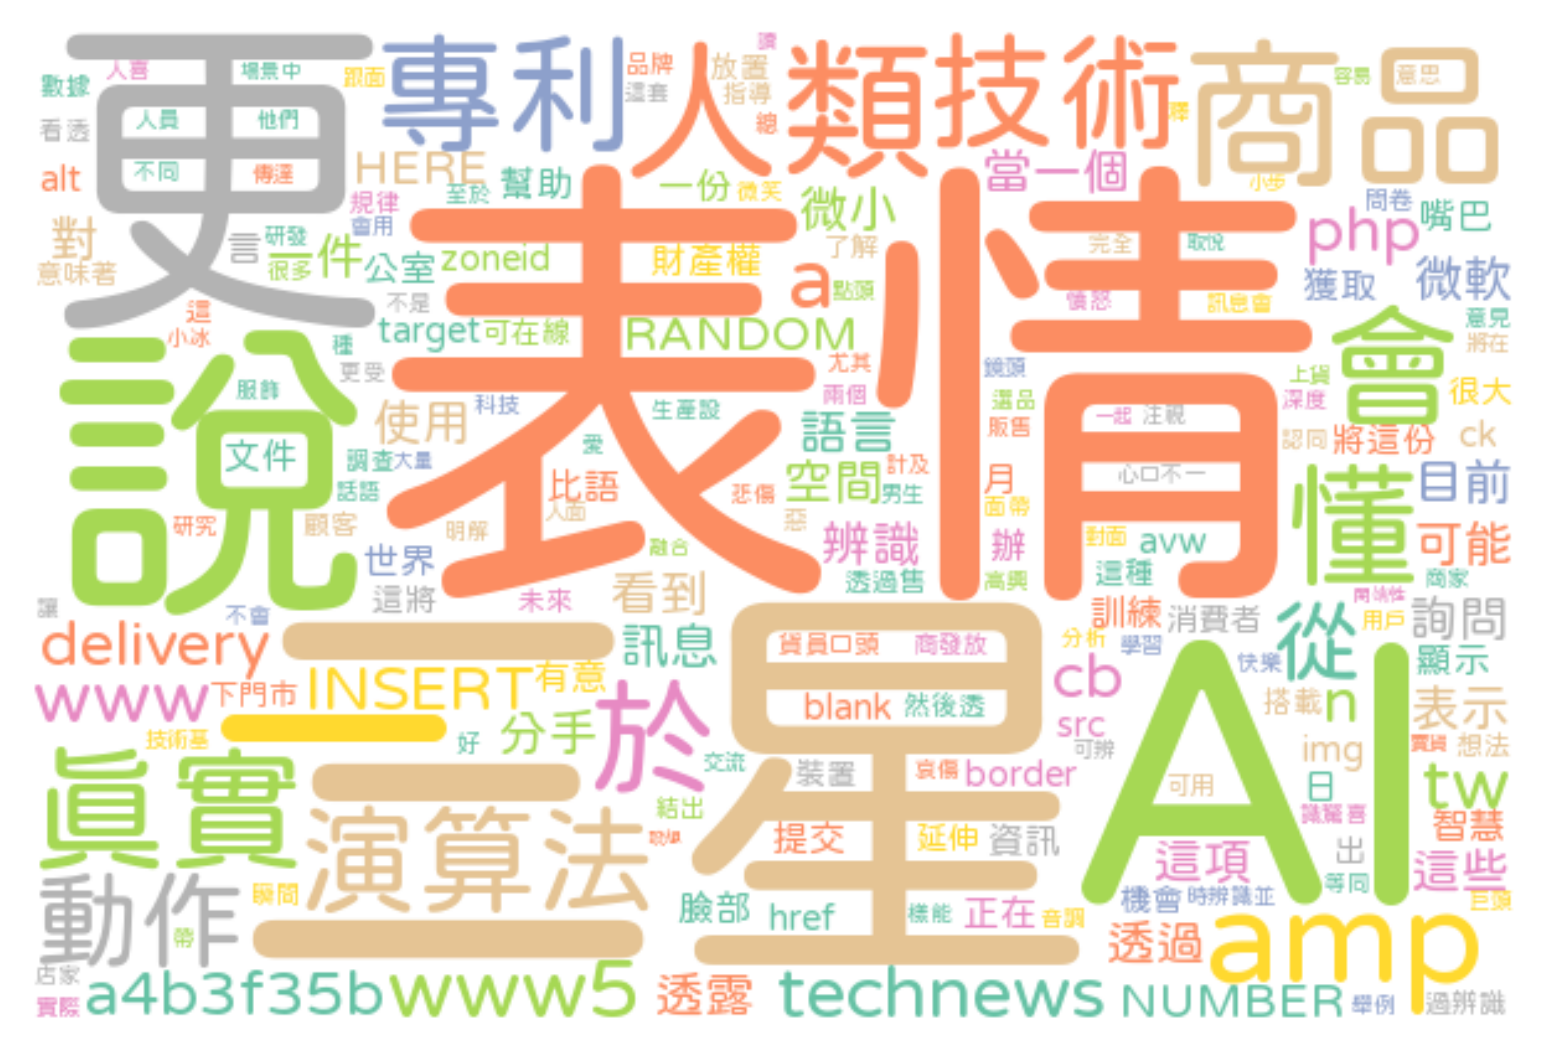 更
專利
人類
技術
商品
表情
說
三星
AI
會
懂
從
於
眞實
動作
演算法
一
數據
人喜
場景中
跟面
品牌
這套
放置
指導
總
讀
容易
意思
釋
看透
人員
他們
不同
傳達
alt
HERE
至於
幫助
一份
微笑
微小
當一個
小步
問卷
php
嘴巴
規律
會用
對
意味著
言
研發
很多
一件
公室
zoneid
財產權
了解
a
點頭
完全
取悅
憤怒
訊息會
獲取
微軟
不是
這
小冰
種
target
可在線
RANDOM
尤其
鏡頭
意見
將在
更受
服飾
使用
科技
生產設
兩個
選品
上貨
深度
很大
文件
調查
大量
愛
語言
販售
一起
注視
認同
將這份
ck
話語
比語
悲傷
空間
計及
男生
月
面帶
心口不一
目前
研究
顧客
人面
明解
惡
辨識
辦
對面
avw
可能
世界
融合
透過售
高興
這種
商家
讓
不會
這將
未來
看到
訓練
消費者
兩端性
用戶
詢問
delivery
訊息
貨員口頭
商發放
分析
學習
快樂
顯示
www
下門市
INSERT
有意
blank
然後透
cb
搭載
n
表示
技術基
好
分手
src
可辨
img
賣貨
想法
交流
裝置
哀傷
border
可用
日
tw
結出
識驚喜
智慧
提交
延伸
資訊
這項
出
這些
瞬間
臉部
href
樣能
正在
音調
機會
時辨識並
等同
巨頭
帶
店家
實際
a4b3f35b
www5
透露
technews
透過
amp
NUMBER
舉例
過辨識